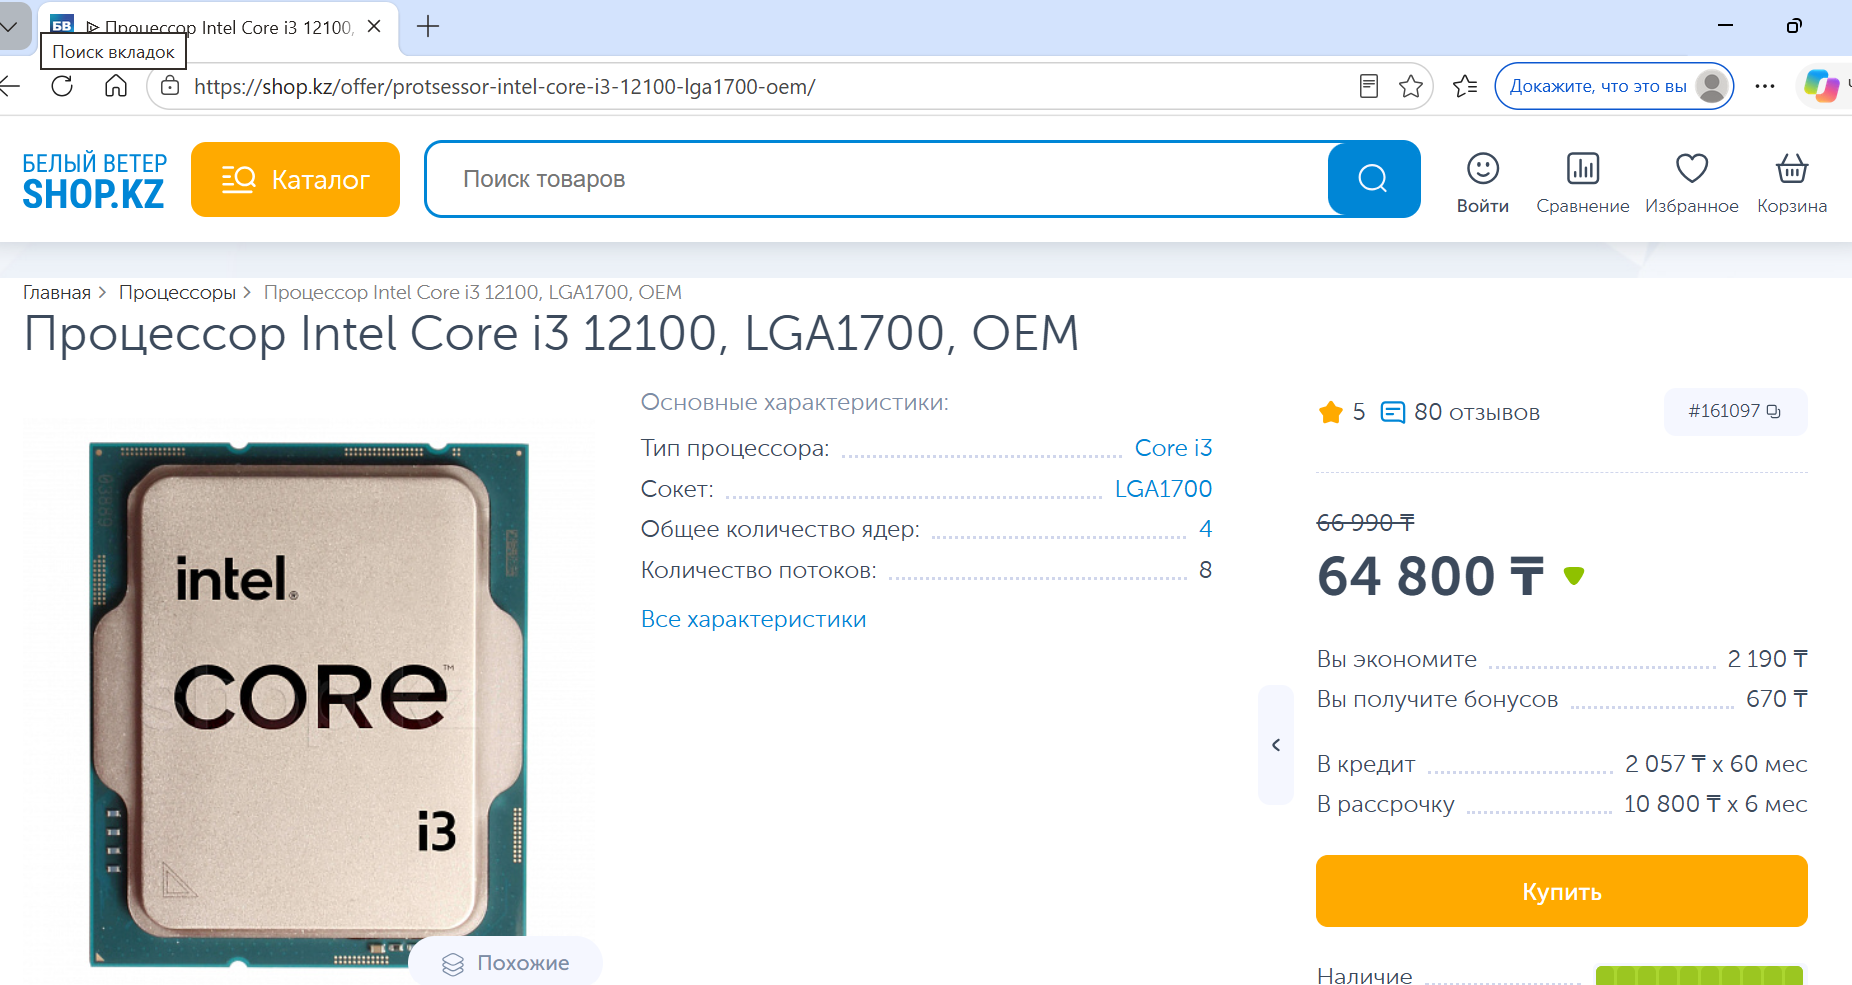 БВ
Процессор Intel Core i3 12100,
Поиск вкладок
https://shop.kz/offer/protsessor-intel-core-i3-12100-lga1700-oem/
Докажите, что это вы
БЕЛЫЙ ВЕТЕР
SHOP.KZ
Каталог
Поиск товаров
Войти
Сравнение
Избранное
Корзина
Главная > Процессоры > Процессор Intel Core i3 12100, LGA1700, OEM
Процессор Intel Core i3 12100, LGA1700, OEM
Основные характеристики:
Тип процессора: Core i3
Сокет: LGA1700
Общее количество ядер: 4
Количество потоков: 8
Все характеристики
intel®
CORE™
i3
Похожие
5 80 отзывов #161097
66 990 ₸
64 800 ₸
Вы экономите 2 190 ₸
Вы получите бонусов 670 ₸
В кредит 2 057 ₸ x 60 мес
В рассрочку 10 800 ₸ x 6 мес
Купить
Наличие